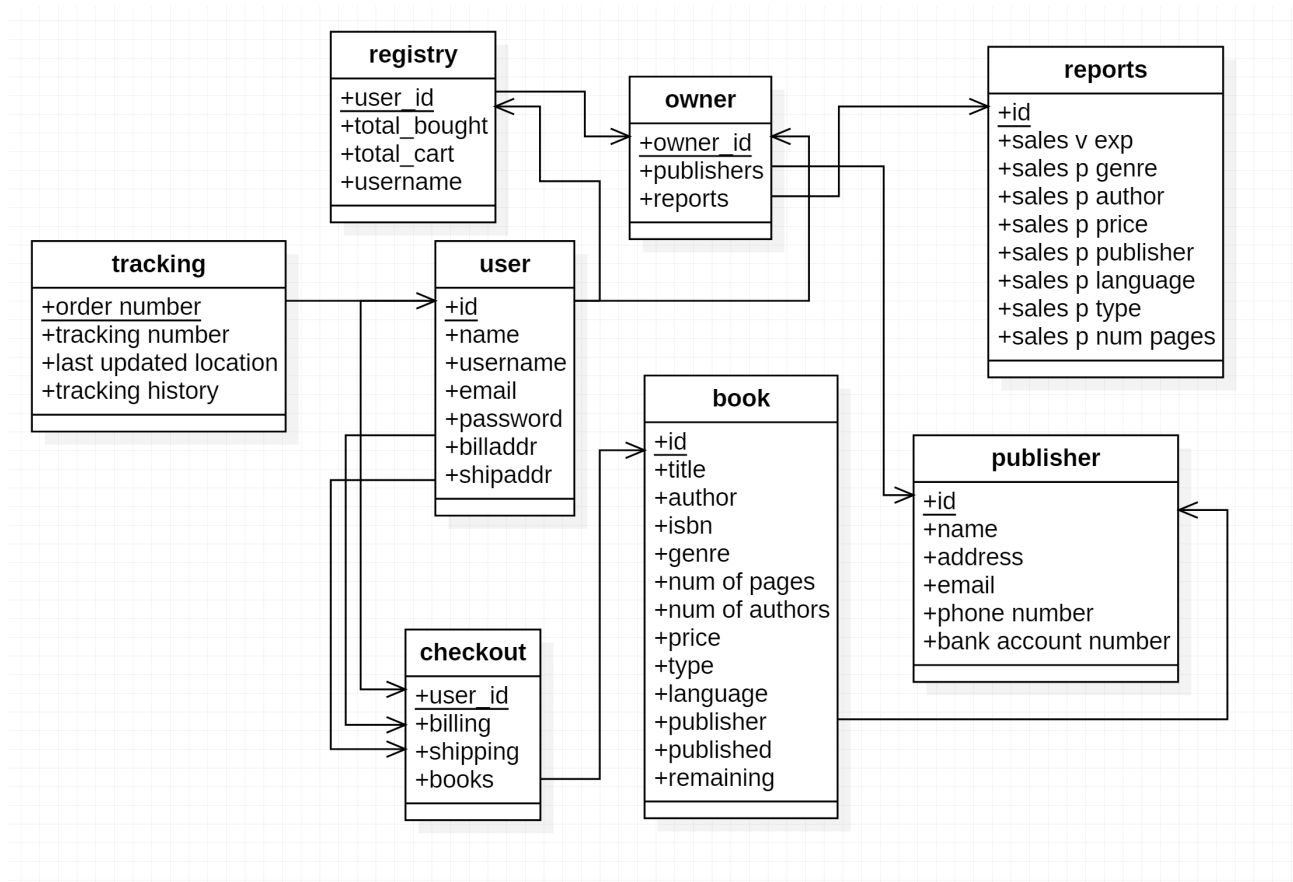 registry
+user_id
+total_bought
+total_cart
+username
owner
+owner_id
+publishers
+reports
reports
+id
+sales v exp
+sales p genre
+sales p author
+sales p price
+sales p publisher
+sales p language
+sales p type
+sales p num pages
tracking
+order number
+tracking number
+last updated location
+tracking history
user
+id
+name
+username
+email
+password
+billaddr
+shipaddr
book
+id
+title
+author
+isbn
+genre
+num of pages
+num of authors
+price
+type
+language
+publisher
+published
+remaining
publisher
+id
+name
+address
+email
+phone number
+bank account number
checkout
+user_id
+billing
+shipping
+books